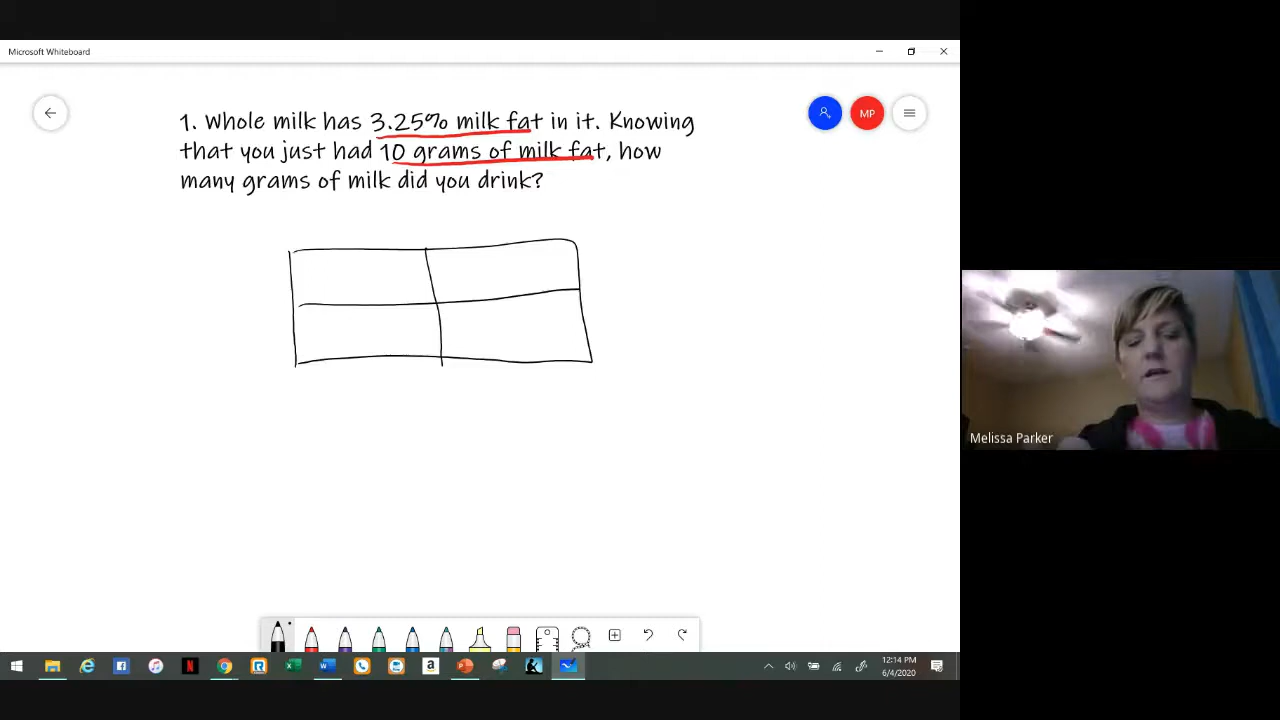 Microsoft Whiteboard
MP
1. Whole milk has 3.25% milk fat in it. Knowing
that you just had 10 grams of milk fat, how
many grams of milk did you drink?
Melissa Parker
12:14 PM
6/4/2020